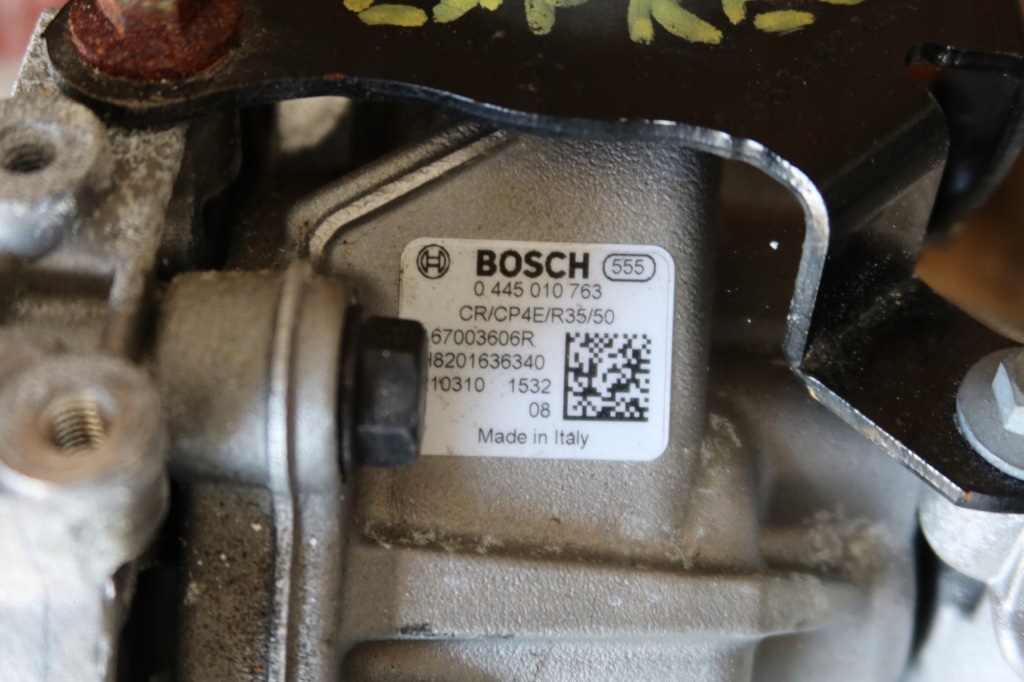 BOSCH 555
0 445 010 763
CR/CP4E/R35/50
67003606R
H8201636340
10310 1532
08
Made in Italy